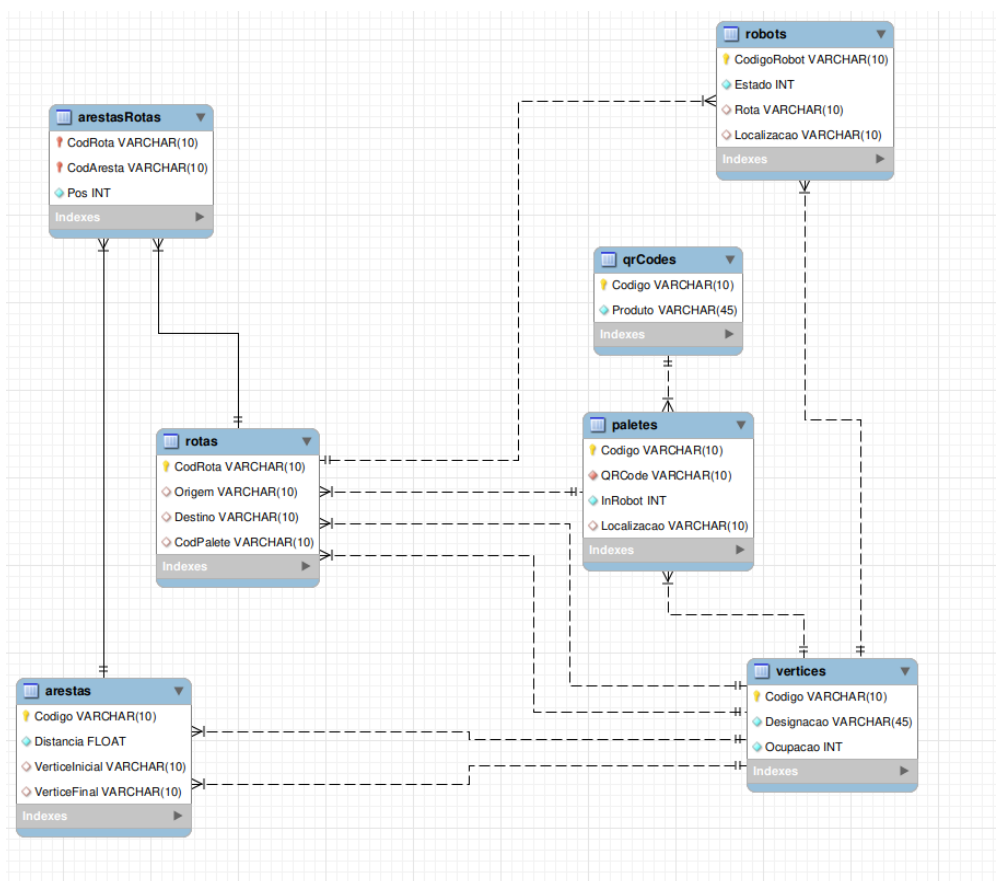 robots
CodigoRobot VARCHAR(10)
Estado INT
Rota VARCHAR(10)
Localizacao VARCHAR(10)
Indexes
arestasRotas
CodRota VARCHAR(10)
CodAresta VARCHAR(10)
Pos INT
Indexes
qrCodes
Codigo VARCHAR(10)
Produto VARCHAR(45)
Indexes
paletes
Codigo VARCHAR(10)
QRCode VARCHAR(10)
InRobot INT
Localizacao VARCHAR(10)
Indexes
rotas
CodRota VARCHAR(10)
Origem VARCHAR(10)
Destino VARCHAR(10)
CodPalete VARCHAR(10)
Indexes
vertices
Codigo VARCHAR(10)
Designacao VARCHAR(45)
Ocupacao INT
Indexes
arestas
Codigo VARCHAR(10)
Distancia FLOAT
VerticeInicial VARCHAR(10)
VerticeFinal VARCHAR(10)
Indexes